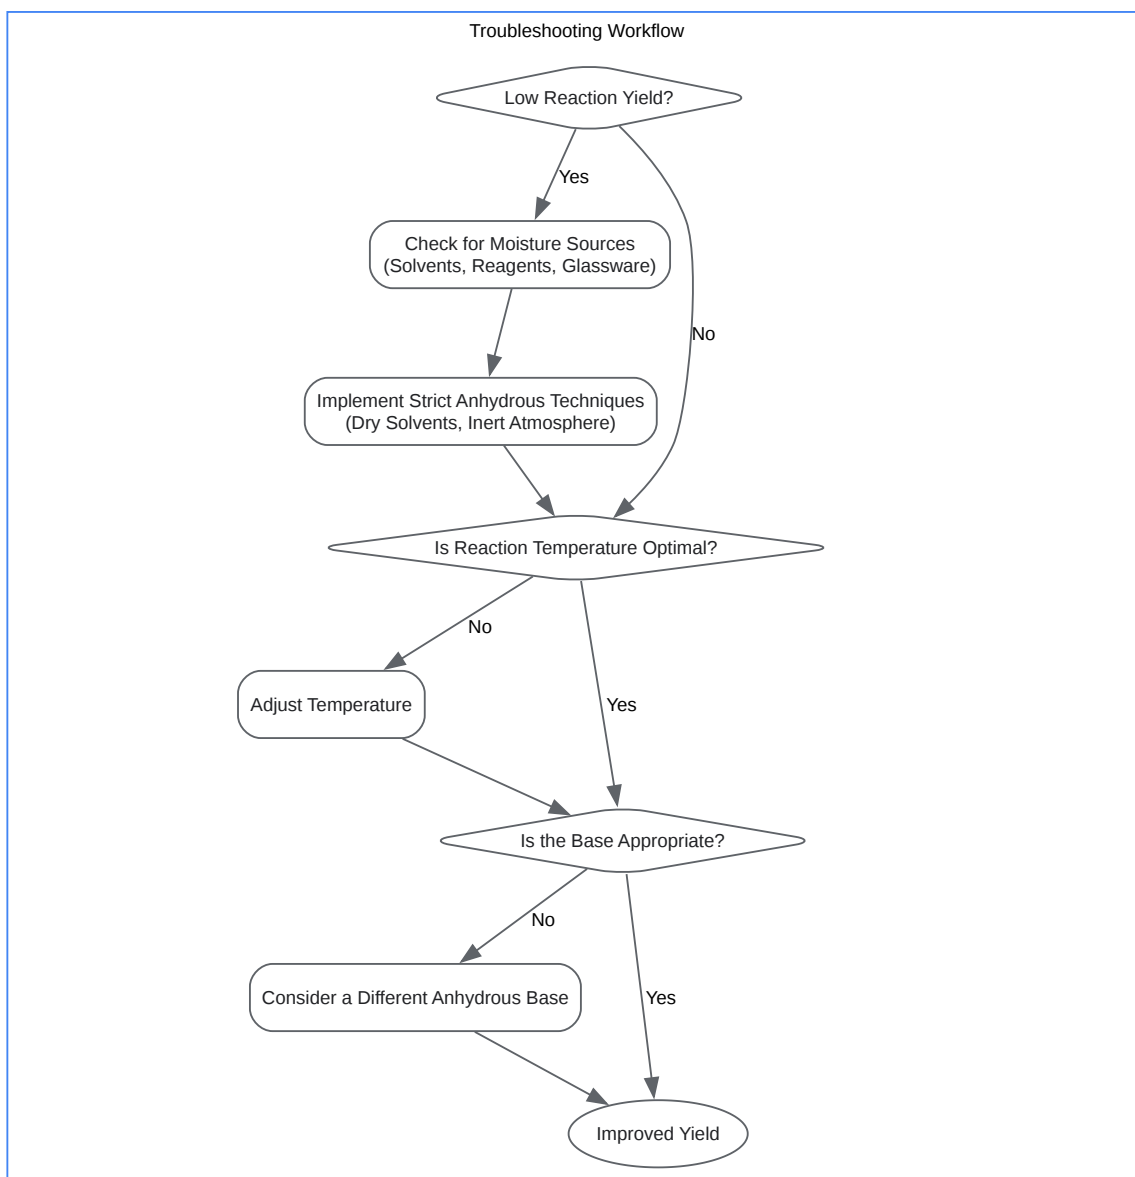 Troubleshooting Workflow
Low Reaction Yield?
Yes
Check for Moisture Sources
(Solvents, Reagents, Glassware)
No
Implement Strict Anhydrous Techniques
(Dry Solvents, Inert Atmosphere)
Is Reaction Temperature Optimal?
No
Adjust Temperature
Yes
Is the Base Appropriate?
No
Consider a Different Anhydrous Base
Yes
Improved Yield